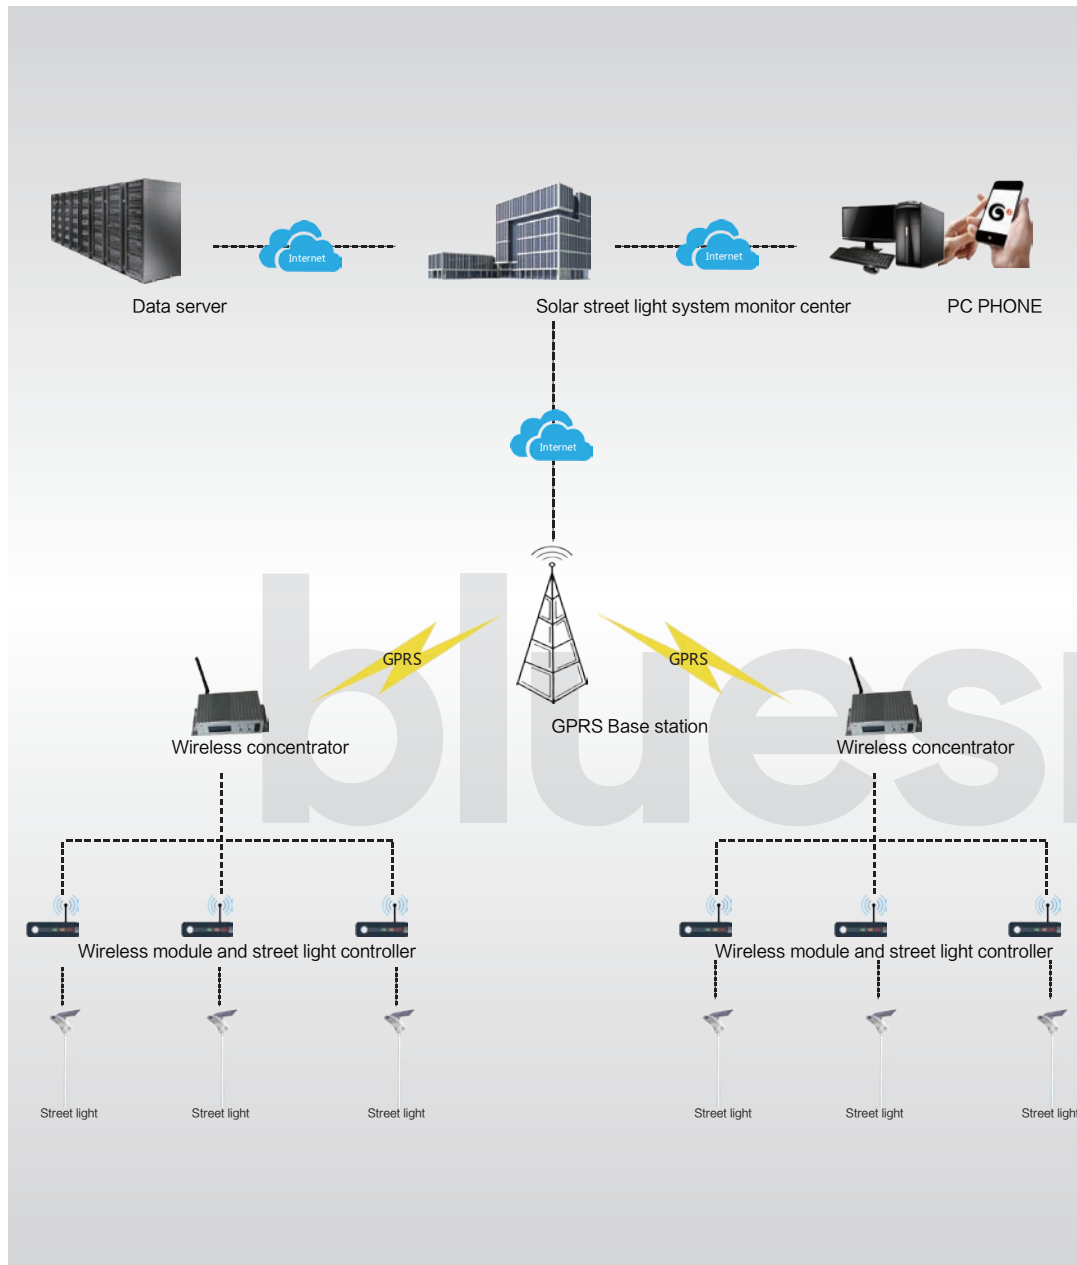 Internet
Internet
Data server
Solar street light system monitor center
PC PHONE
Internet
GPRS
GPRS
GPRS Base station
Wireless concentrator
Wireless concentrator
Wireless module and street light controller
Wireless module and street light controller
Street light
Street light
Street light
Street light
Street light
Street light